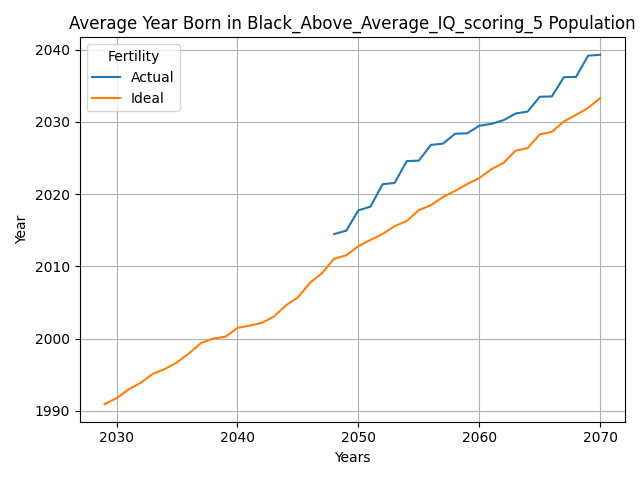 Average Year Born in Black_Above_Average_IQ_scoring_5 Population
2040
2030
2020
2010
2000
1990
Year
Fertility
Actual
Ideal
2030 2040 2050 2060 2070
Years